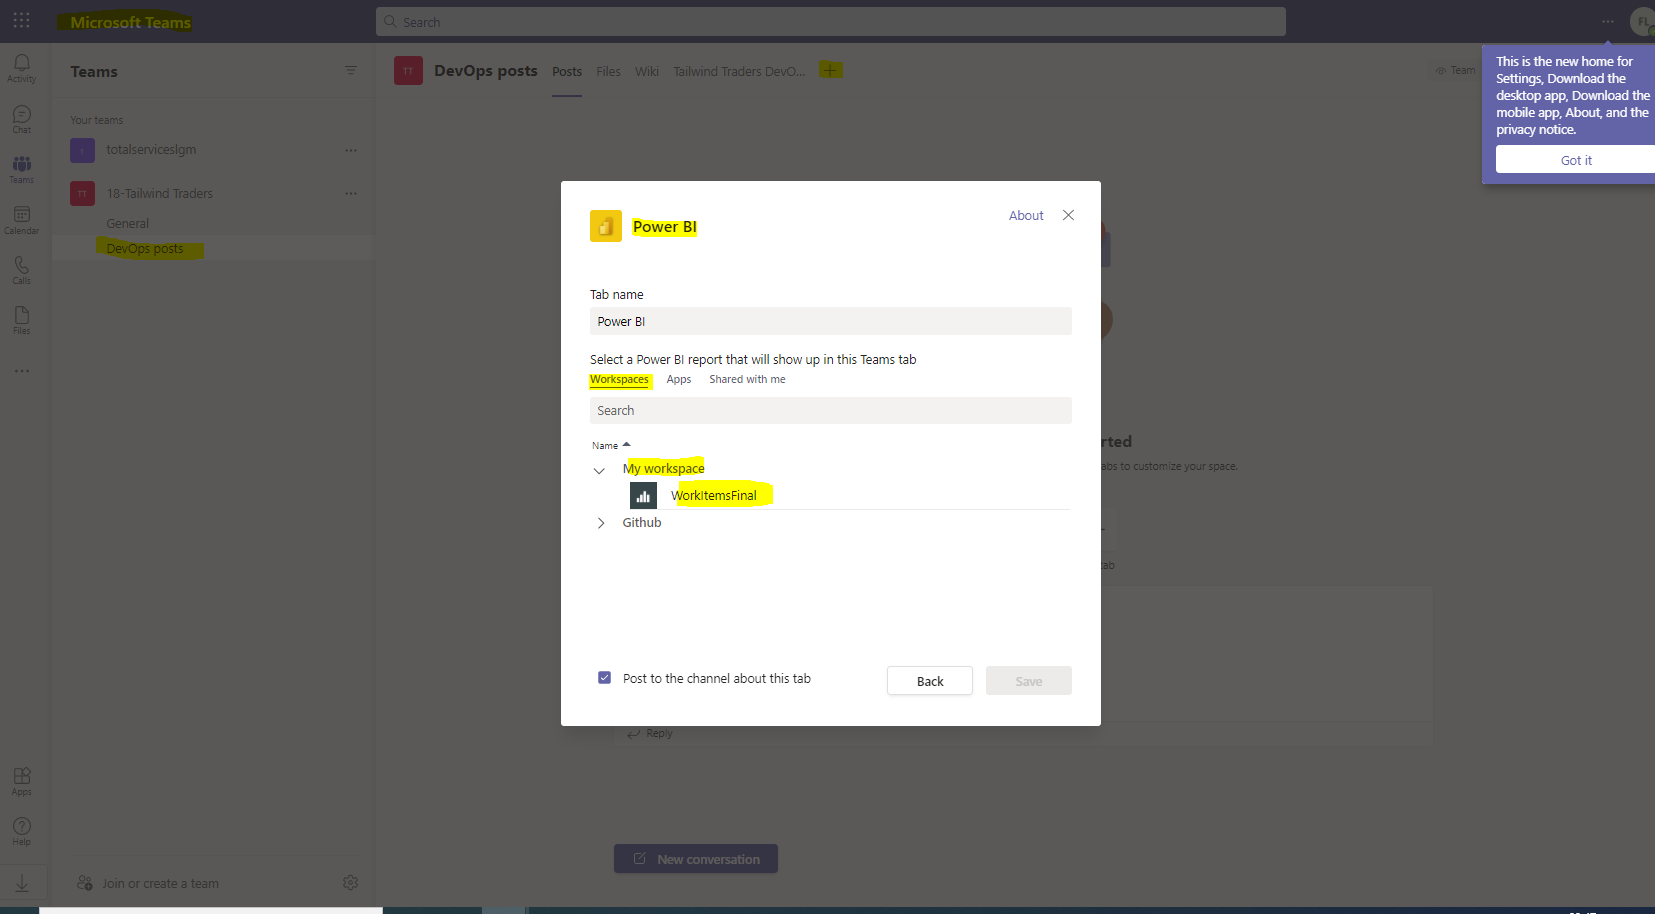 Microsoft Teams
Search
FL
Activity
Chat
Teams
Calendar
Calls
Files
Apps
Help
Teams
Your teams
t
totalserviceslgm
TT
18-Tailwind Traders
General
DevOps posts
Join or create a team
TT
DevOps posts
Posts
Files
Wiki
Tailwind Traders DevO...
Team
This is the new home for
Settings, Download the
desktop app, Download the
mobile app, About, and the
privacy notice.
Got it
Power BI
About
Tab name
Power BI
Select a Power BI report that will show up in this Teams tab
Workspaces
Apps
Shared with me
Search
Name
My workspace
WorkItemsFinal
Github
Post to the channel about this tab
Back
Save
rted
abs to customize your space.
tab
Reply
New conversation